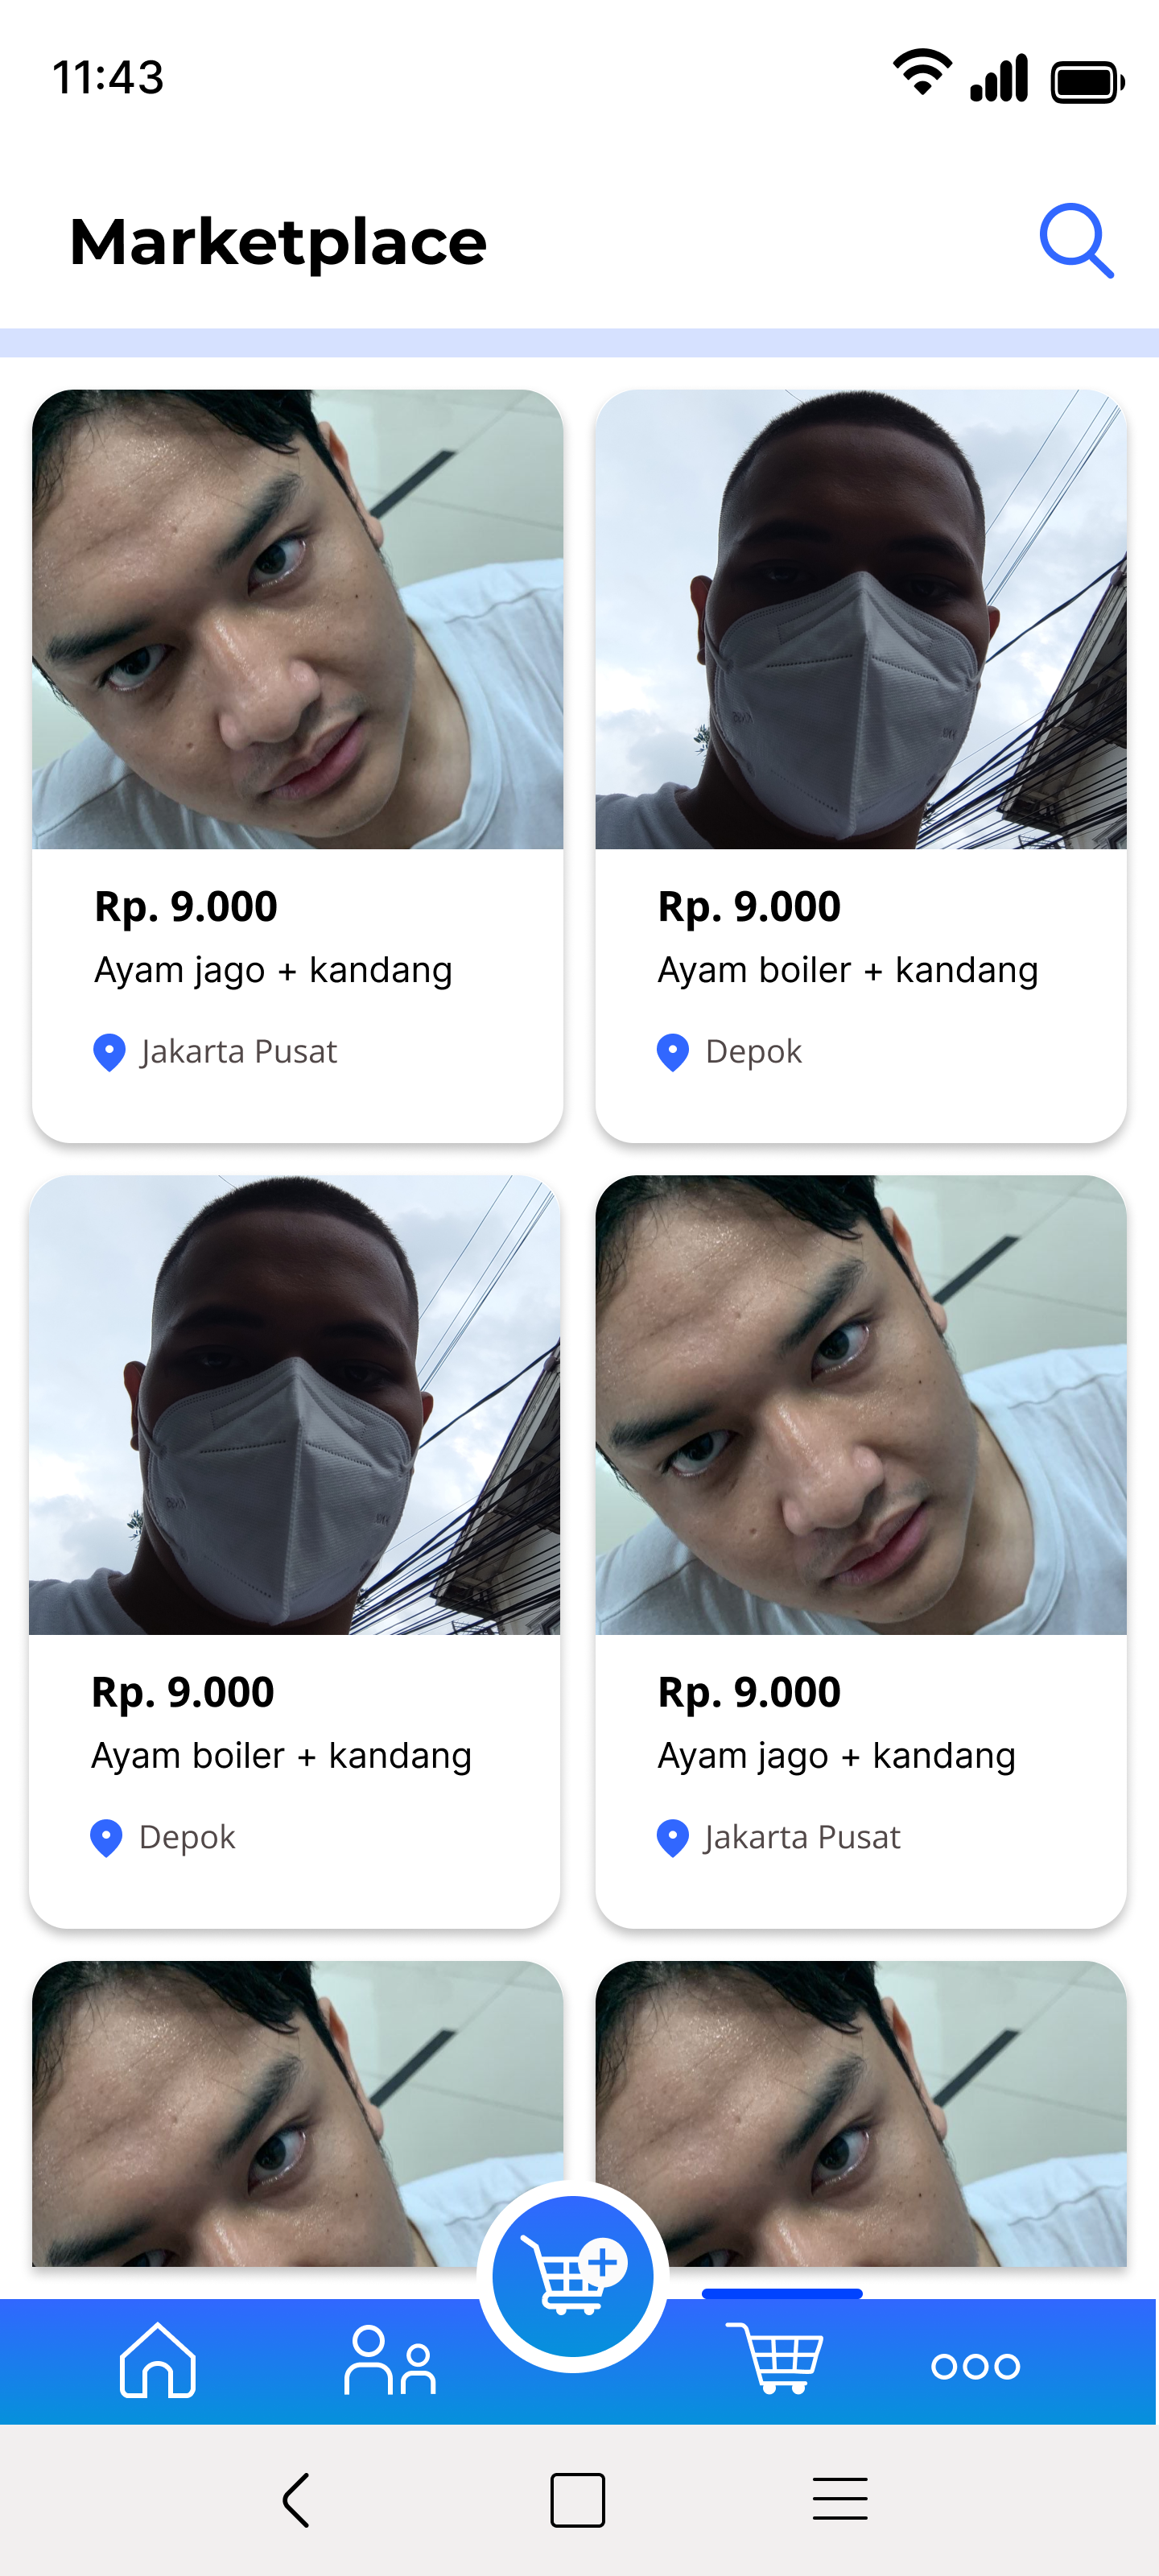 11:43
Marketplace
Rp. 9.000
Ayam jago + kandang
Jakarta Pusat
Rp. 9.000
Ayam boiler + kandang
Depok
Rp. 9.000
Ayam boiler + kandang
Depok
Rp. 9.000
Ayam jago + kandang
Jakarta Pusat